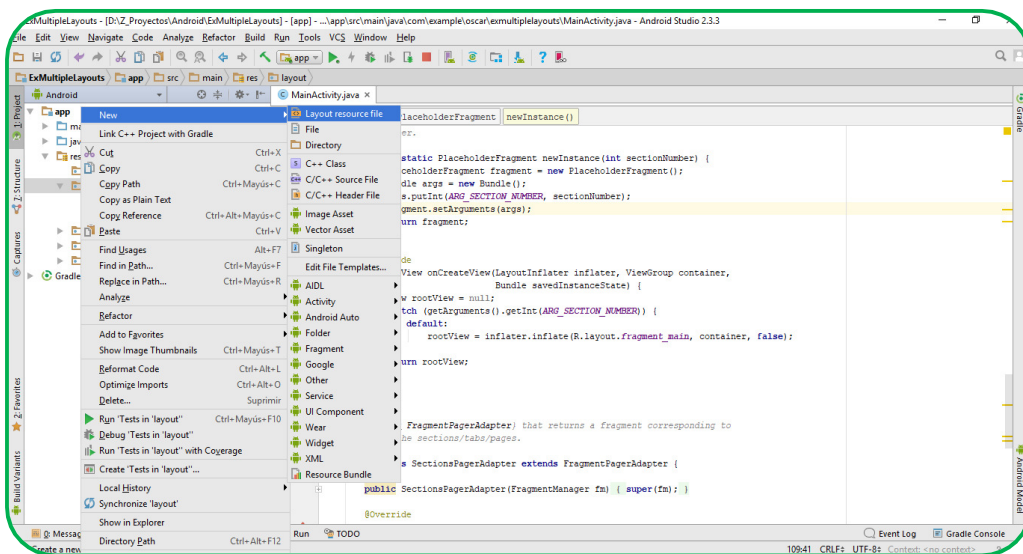 ExMultipleLayouts - [D:\Z_Proyectos\Android\ExMultipleLayouts] - [app] - ...\app\src\main\java\com\example\oscar\exmultiplelayouts\MainActivity.java - Android Studio 2.3.3
File Edit View Navigate Code Analyze Refactor Build Run Tools VCS Window Help
app
ExMultipleLayouts app src main res layout
Android
MainActivity.java
1: Project
Z: Structure
Captures
2: Favorites
Build Variants
Gradle
Android Model
app
ma
jav
res
Gradle
New
Link C++ Project with Gradle
Cut Ctrl+X
Copy Ctrl+C
Copy Path Ctrl+Mayús+C
Copy as Plain Text
Copy Reference Ctrl+Alt+Mayús+C
Paste Ctrl+V
Find Usages Alt+F7
Find in Path... Ctrl+Mayús+F
Replace in Path... Ctrl+Mayús+R
Analyze
Refactor
Add to Favorites
Show Image Thumbnails Ctrl+Mayús+T
Reformat Code Ctrl+Alt+L
Optimize Imports Ctrl+Alt+O
Delete... Suprimir
Run 'Tests in 'layout'' Ctrl+Mayús+F10
Debug 'Tests in 'layout''
Run 'Tests in 'layout'' with Coverage
Create 'Tests in 'layout''...
Local History
Synchronize 'layout'
Show in Explorer
Directory Path Ctrl+Alt+F12
Layout resource file
File
Directory
C++ Class
C/C++ Source File
C/C++ Header File
Image Asset
Vector Asset
Singleton
Edit File Templates...
AIDL
Activity
Android Auto
Folder
Fragment
Google
Other
Service
UI Component
Wear
Widget
XML
Resource Bundle
laceholderFragment newInstance()
er.
static PlaceholderFragment newInstance(int sectionNumber) {
ceholderFragment fragment = new PlaceholderFragment();
dle args = new Bundle();
s.putInt(ARG_SECTION_NUMBER, sectionNumber);
gment.setArguments(args);
urn fragment;
de
View onCreateView(LayoutInflater inflater, ViewGroup container,
Bundle savedInstanceState) {
w rootView = null;
tch (getArguments().getInt(ARG_SECTION_NUMBER)) {
default:
rootView = inflater.inflate(R.layout.fragment_main, container, false);
urn rootView;
FragmentPagerAdapter) that returns a fragment corresponding to
he sections/tabs/pages.
s SectionsPagerAdapter extends FragmentPagerAdapter {
public SectionsPagerAdapter(FragmentManager fm) { super(fm); }
@Override
0: Messag Run TODO Event Log Gradle Console
Create a new 109:41 CRLF÷ UTF-8÷ Context: <no context>